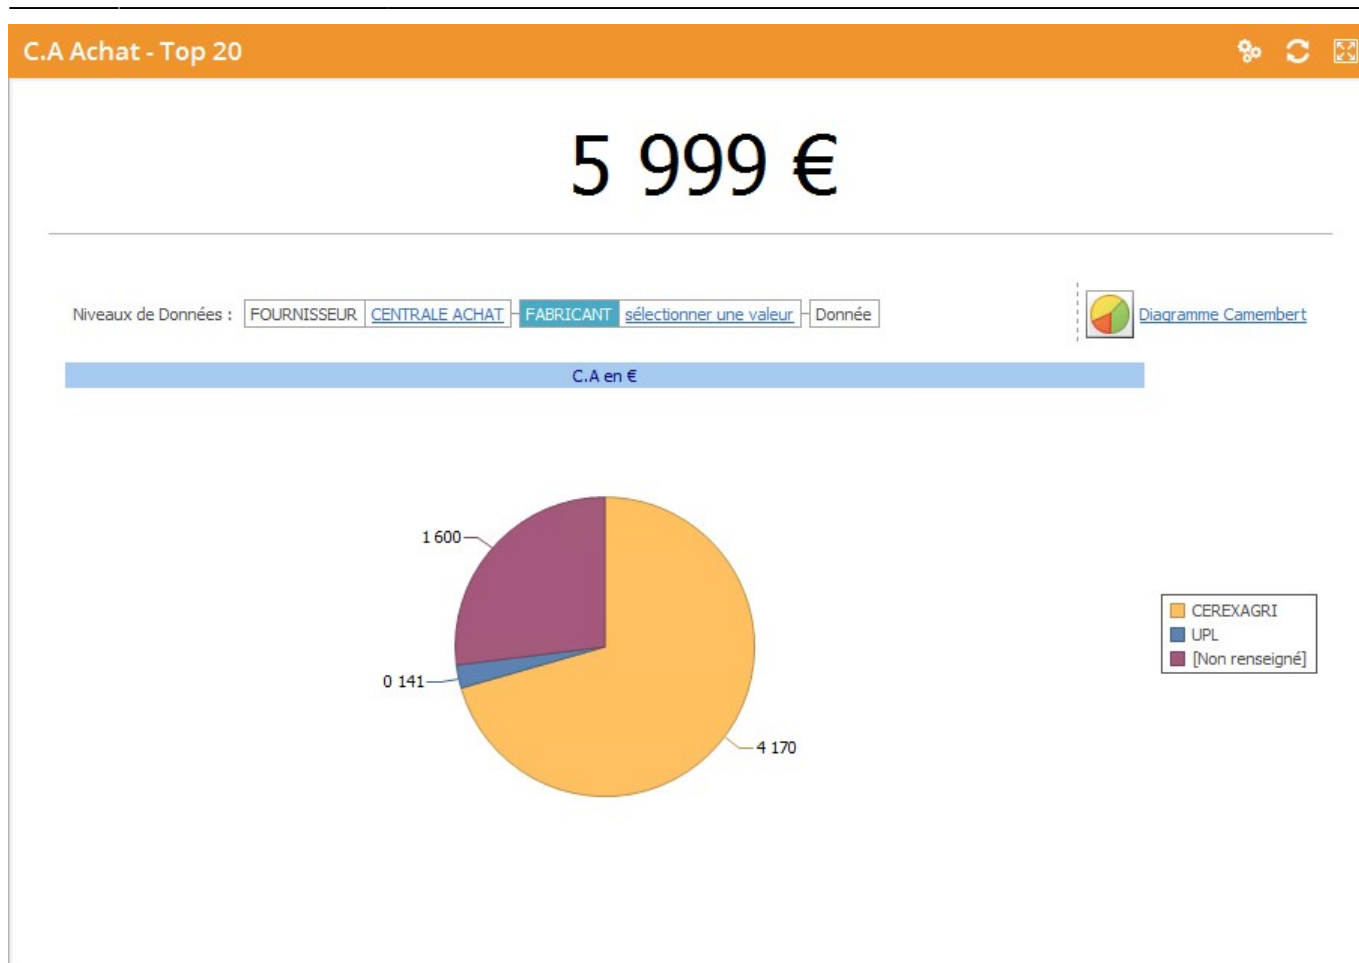 C.A Achat - Top 20
5 999 €
Niveaux de Données : FOURNISSEUR CENTRALE ACHAT FABRICANT sélectionner une valeur Donnée Diagramme Camembert
C.A en €
1 600
0 141
4 170
CEREXAGRI
UPL
[Non renseigné]